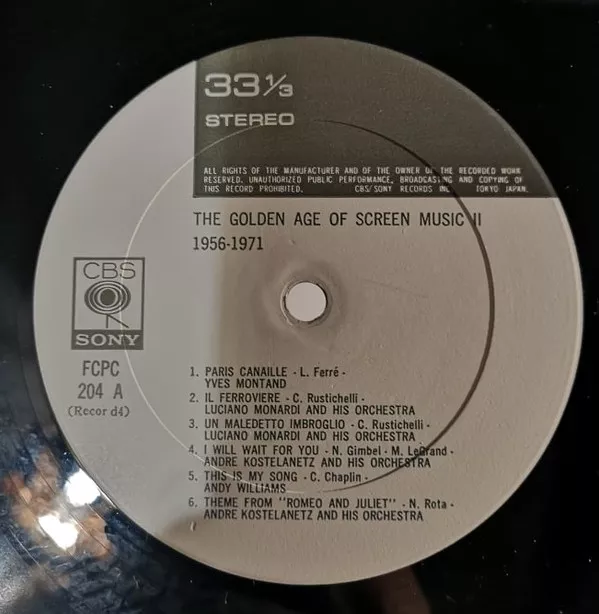 33 1/3
STEREO
ALL RIGHTS OF THE MANUFACTURER AND OF THE OWNER OF THE RECORDED WORK
RESERVED. UNAUTHORIZED PUBLIC PERFORMANCE, BROADCASTING AND COPYING OF
THIS RECORD PROHIBITED. CBS/SONY RECORDS INC. TOKYO JAPAN.
THE GOLDEN AGE OF SCREEN MUSIC II
1956-1971
CBS
SONY
FCPC
204 A
(Record4)
1. PARIS CANAILLE - L. Ferré -
YVES MONTAND
2. IL FERROVIERE - C. Rustichelli -
LUCIANO MONARDI AND HIS ORCHESTRA
3. UN MALEDETTO IMBROGLIO - C. Rustichelli -
LUCIANO MONARDI AND HIS ORCHESTRA
4. I WILL WAIT FOR YOU - N. Gimbel - M. LeGrand -
ANDRE KOSTELANETZ AND HIS ORCHESTRA
5. THIS IS MY SONG - C. Chaplin -
ANDY WILLIAMS
6. THEME FROM "ROMEO AND JULIET" - N. Rota -
ANDRE KOSTELANETZ AND HIS ORCHESTRA